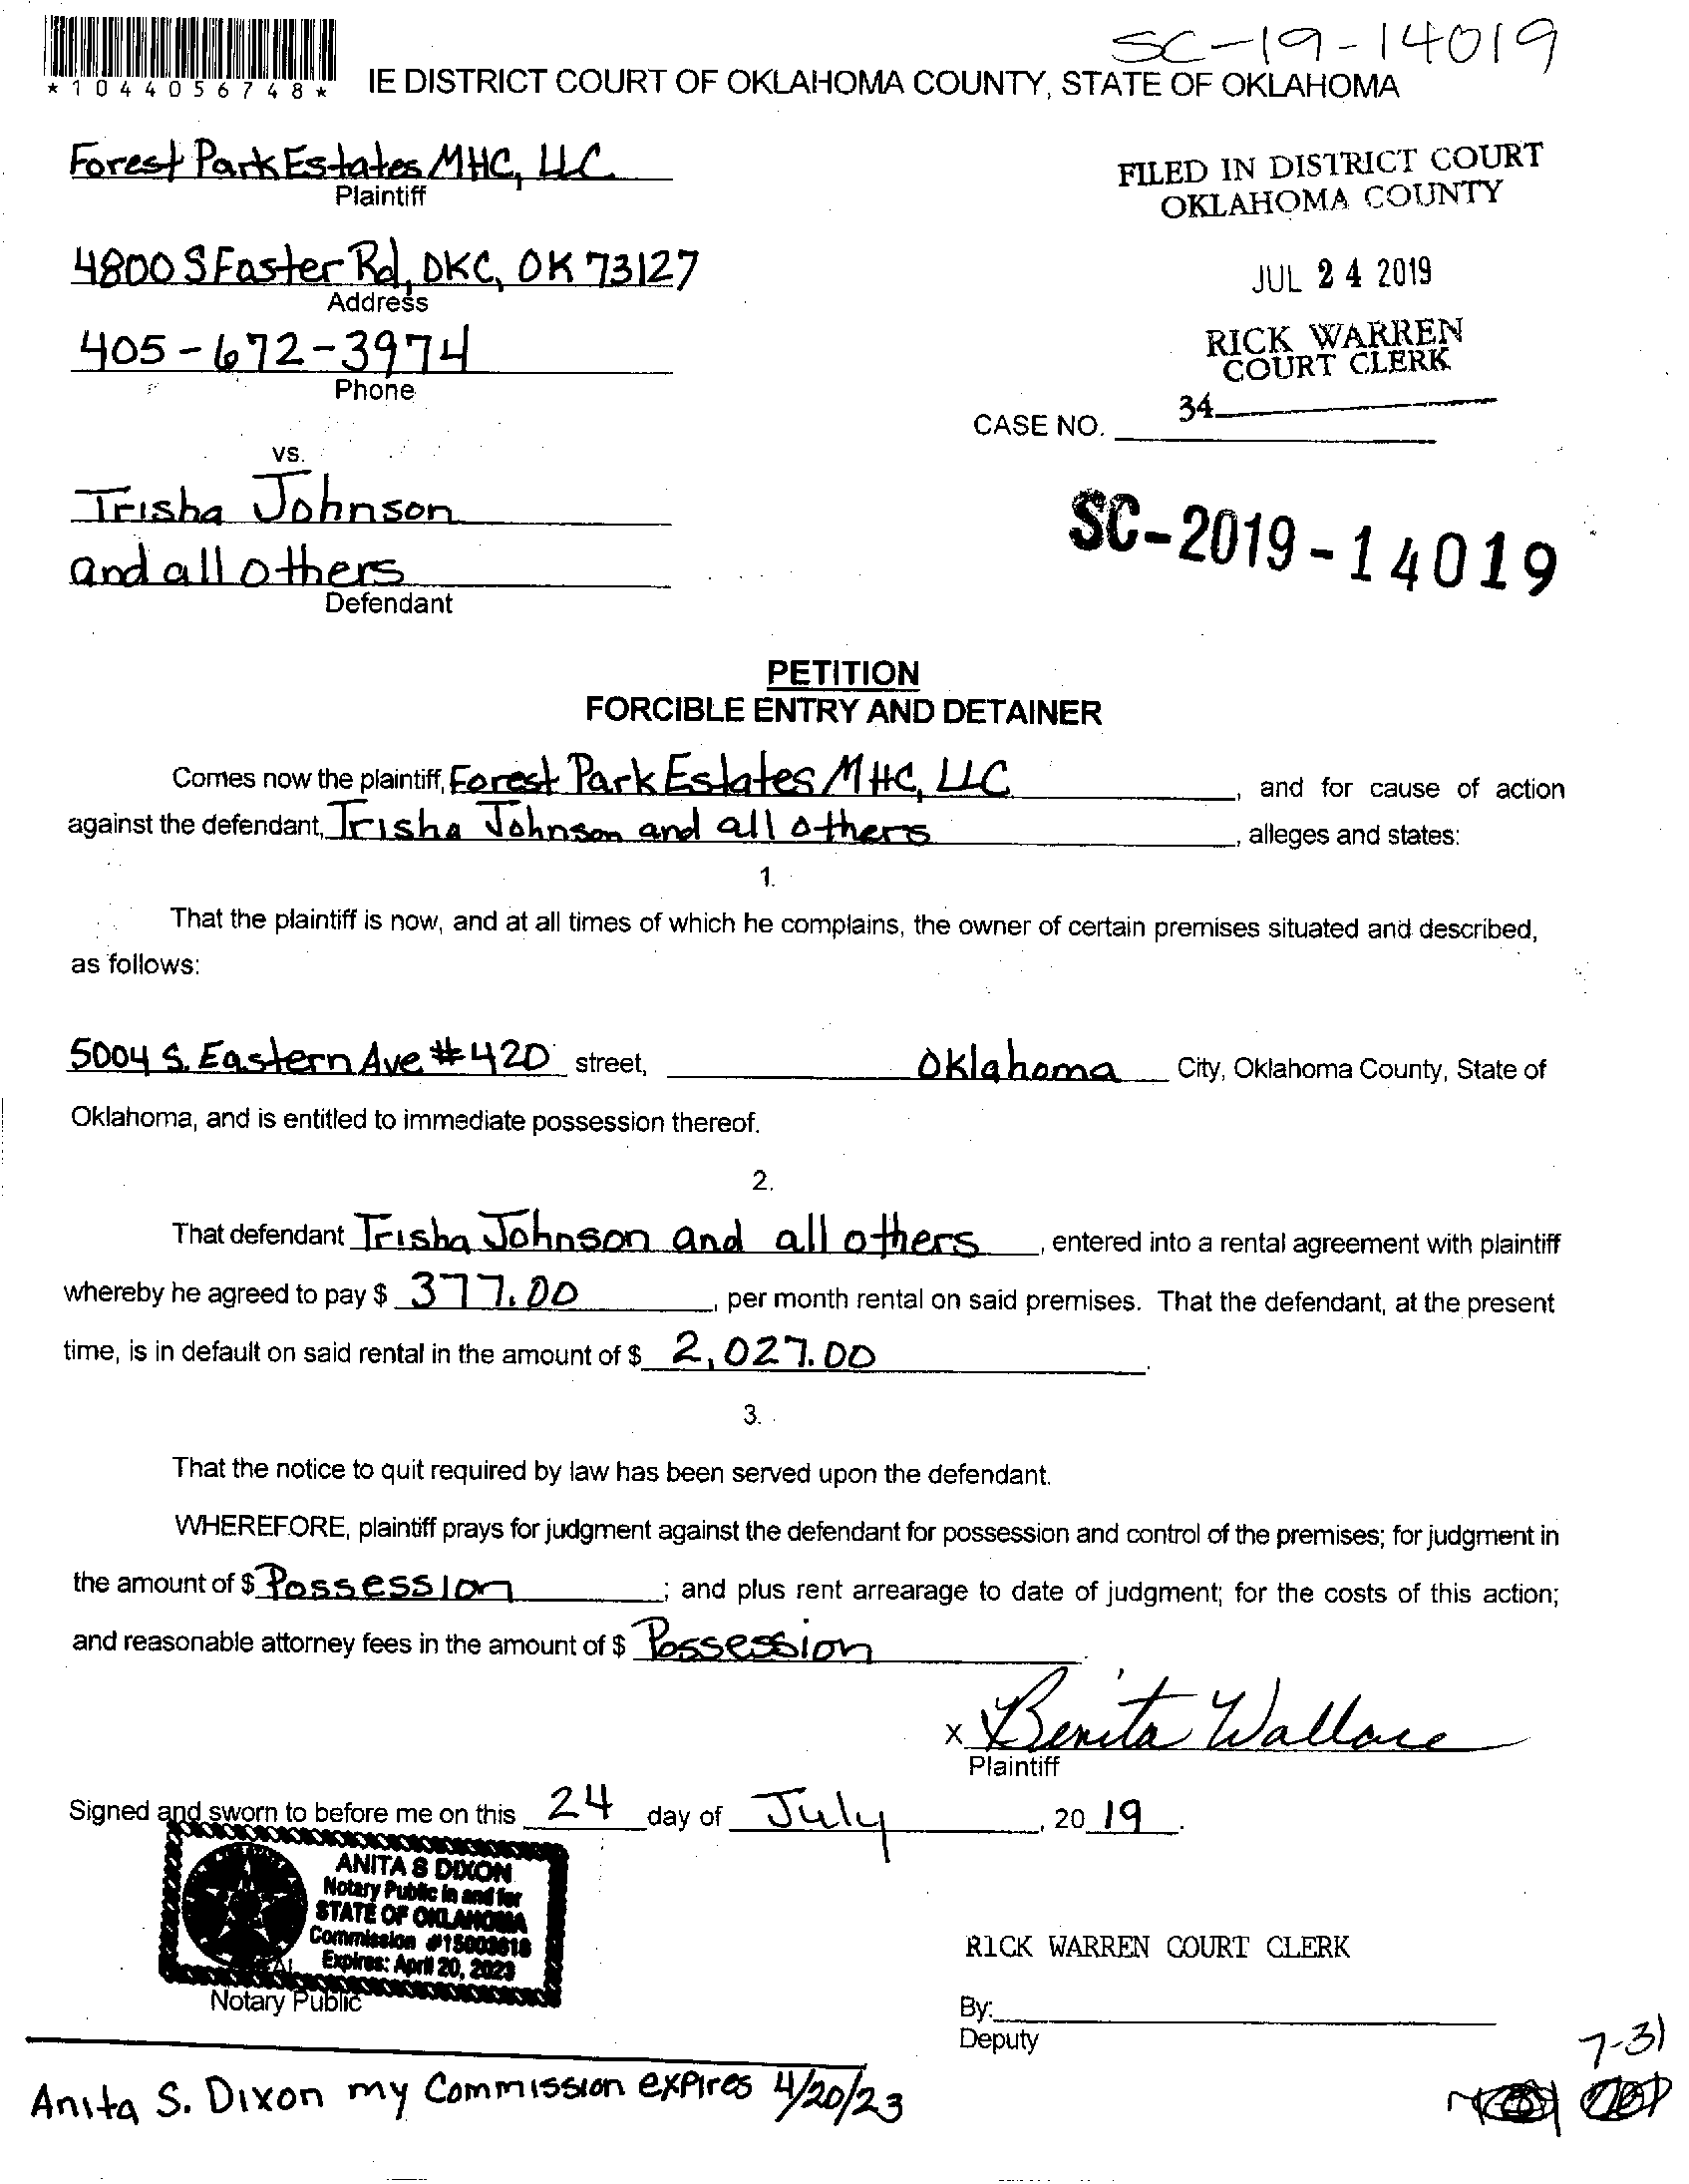 SC-19-14019
*1044056748*
IE DISTRICT COURT OF OKLAHOMA COUNTY, STATE OF OKLAHOMA
Forest Park Estates MHC, LLC
Plaintiff
FILED IN DISTRICT COURT
OKLAHOMA COUNTY
4800 S Foster Rd, OKC, OK 73127
Address
JUL 24 2019
405-672-3974
Phone
RICK WARREN
COURT CLERK
34
CASE NO.
vs.
Trisha Johnson
and all others
Defendant
SC-2019-14019
PETITION
FORCIBLE ENTRY AND DETAINER
Comes now the plaintiff, Forest Park Estates MHC, LLC, and for cause of action
against the defendant, Trisha Johnson and all others, alleges and states:
1.
That the plaintiff is now, and at all times of which he complains, the owner of certain premises situated and described,
as follows:
5004 S. Eastern Ave #420 street, Oklahoma City, Oklahoma County, State of
Oklahoma, and is entitled to immediate possession thereof.
2.
That defendant Trisha Johnson and all others, entered into a rental agreement with plaintiff
whereby he agreed to pay $ 377.00, per month rental on said premises. That the defendant, at the present
time, is in default on said rental in the amount of $ 2,027.00.
3.
That the notice to quit required by law has been served upon the defendant.
WHEREFORE, plaintiff prays for judgment against the defendant for possession and control of the premises; for judgment in
the amount of $ Possession; and plus rent arrearage to date of judgment; for the costs of this action;
and reasonable attorney fees in the amount of $ Possession.
x Benita Wallace
Plaintiff
Signed and sworn to before me on this 24 day of July, 20 19.
ANITA S DIXON
Notary Public in and for
STATE OF OKLAHOMA
Commission #15003618
Expires: April 20, 2023
Notary Public
RICK WARREN COURT CLERK
By:
Deputy
7-31
Anita S. Dixon my Commission expires 4/20/23